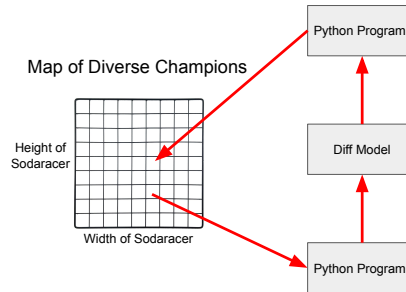 Python Program
Map of Diverse Champions
Height of
Sodaracer
Diff Model
Width of Sodaracer
Python Program